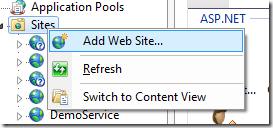 Application Pools
ASP.NET
Sites
Add Web Site...
Refresh
Switch to Content View
DemoService